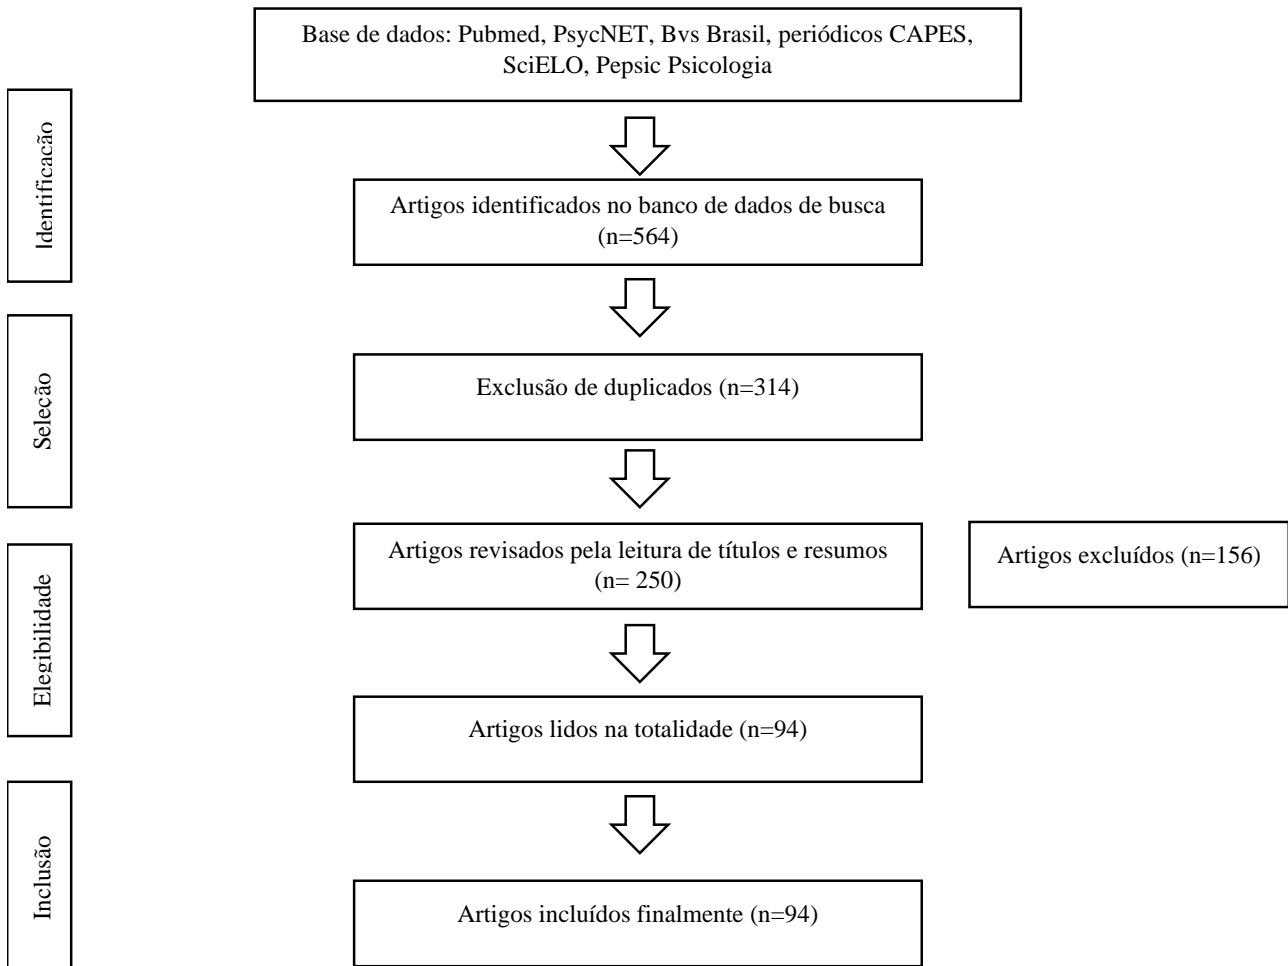 Base de dados: Pubmed, PsycNET, Bvs Brasil, periódicos CAPES,
SciELO, Pepsic Psicologia
Identificação
Artigos identificados no banco de dados de busca
(n=564)
Seleção
Exclusão de duplicados (n=314)
Elegibilidade
Artigos revisados pela leitura de títulos e resumos
(n= 250)
Artigos excluídos (n=156)
Artigos lidos na totalidade (n=94)
Inclusão
Artigos incluídos finalmente (n=94)